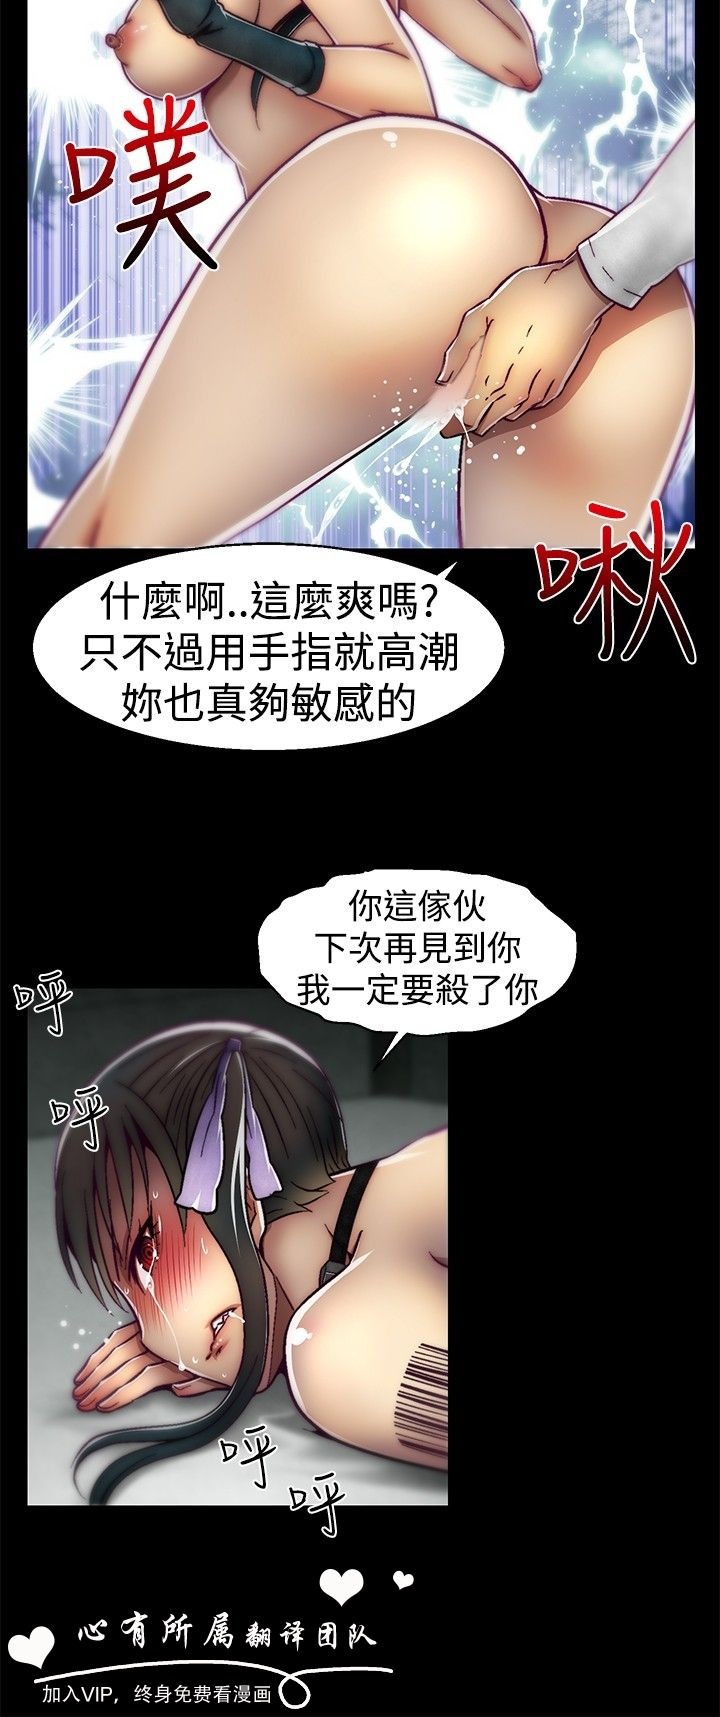 噗
啾
什麼啊..這麼爽嗎?
只不過用手指就高潮
妳也真夠敏感的
你這傢伙
下次再見到你
我一定要殺了你
呼
呼
呼
呼
心有所属翻译团队
加入VIP，终身免费看漫画